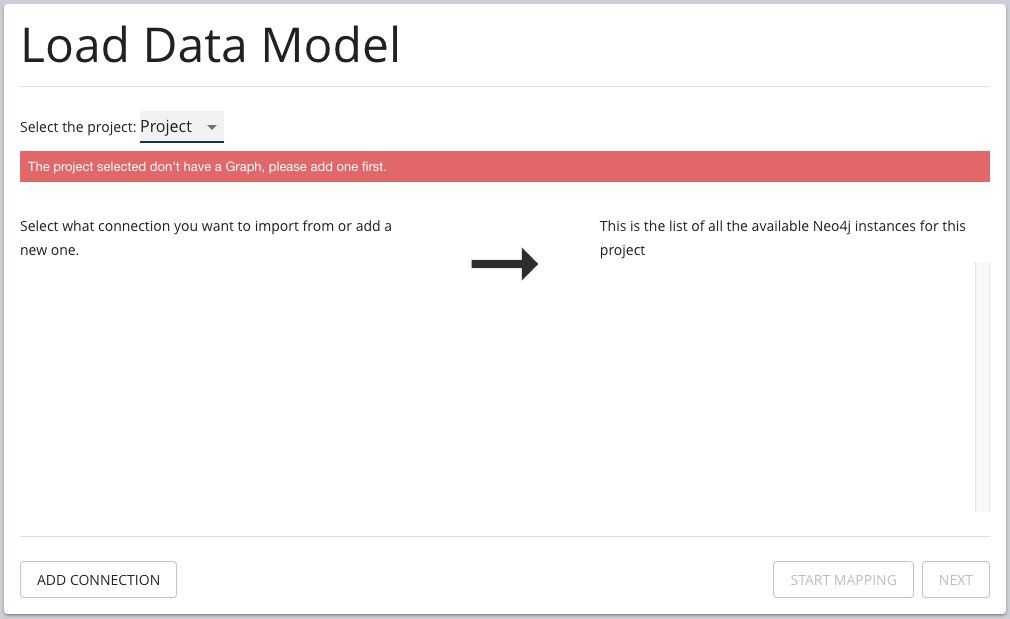 Load Data Model
Select the project: Project
The project selected don't have a Graph, please add one first.
Select what connection you want to import from or add a
new one.
This is the list of all the available Neo4j instances for this
project
ADD CONNECTION
START MAPPING
NEXT